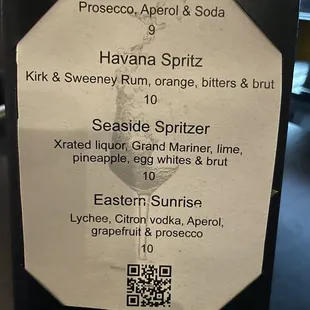 Prosecco, Aperol & Soda
9
Havana Spritz
Kirk & Sweeney Rum, orange, bitters & brut
10
Seaside Spritzer
Xrated liquor, Grand Mariner, lime,
pineapple, egg whites & brut
10
Eastern Sunrise
Lychee, Citron vodka, Aperol,
grapefruit & prosecco
10